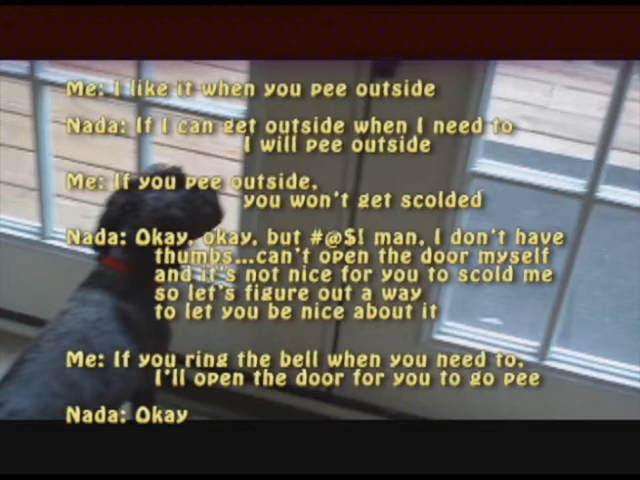 Me: I like it when you pee outside
Nada: If I can get outside when I need to
I will pee outside
Me: If you pee outside,
you won't get scolded
Nada: Okay, okay, but #@$! man, I don't have
thumbs...can't open the door myself
and it's not nice for you to scold me
so let's figure out a way
to let you be nice about it
Me: If you ring the bell when you need to,
I'll open the door for you to go pee
Nada: Okay